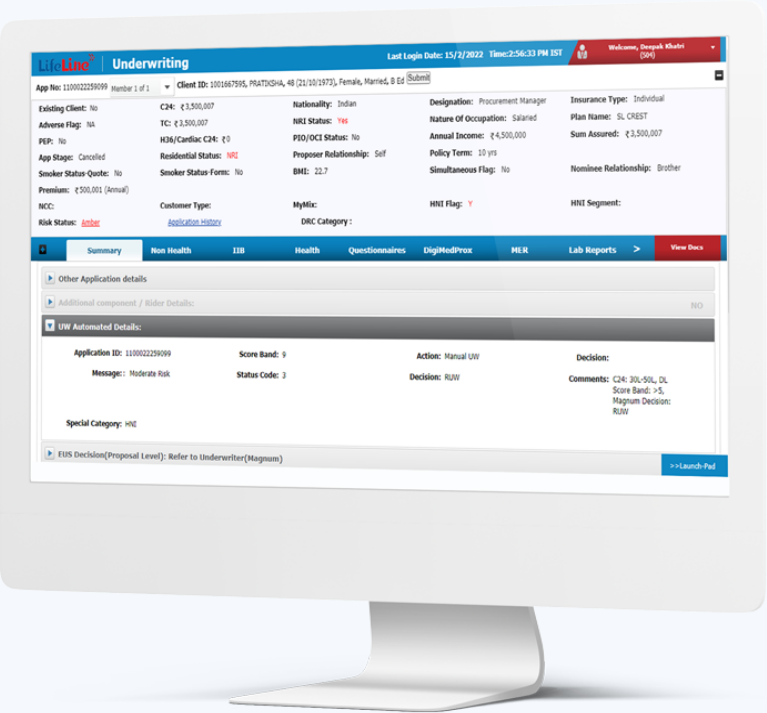 LifeLine Underwriting Last Login Date: 15/2/2022 Time:2:56:33 PM IST Welcome, Deepak Khatri (504)
App No: 1100022259099 Member 1 of 1 Client ID: 1001667595, PRATIKSHA, 48 (21/10/1973), Female, Married, B Ed Submit
Existing Client: No C24: ₹3,500,007 Nationality: Indian Designation: Procurement Manager Insurance Type: Individual
Adverse Flag: NA TC: ₹3,500,007 NRI Status: Yes Nature Of Occupation: Salaried Plan Name: SL CREST
PEP: No H36/Cardiac C24: ₹0 PIO/OCI Status: No Annual Income: ₹4,500,000 Sum Assured: ₹3,500,007
App Stage: Cancelled Residential Status: NRI Proposer Relationship: Self Policy Term: 10 yrs
Smoker Status-Quote: No Smoker Status-Form: No BMI: 22.7 Simultaneous Flag: No Nominee Relationship: Brother
Premium: ₹500,001 (Annual)
NCC: Customer Type: MyMix: HNI Flag: Y HNI Segment:
Risk Status: Amber Application History DRC Category :
Summary Non Health IIB Health Questionnaires DigiMedProx MER Lab Reports > View Docs
Other Application details
Additional component / Rider Details: NO
UW Automated Details:
Application ID: 1100022259099 Score Band: 9 Action: Manual UW Decision:
Message: : Moderate Risk Status Code: 3 Decision: RUW Comments: C24: 30L-50L, DL
Score Band: >5,
Magnum Decision:
RUW
Special Category: HNI
EUS Decision(Proposal Level): Refer to Underwriter(Magnum)
>>Launch-Pad